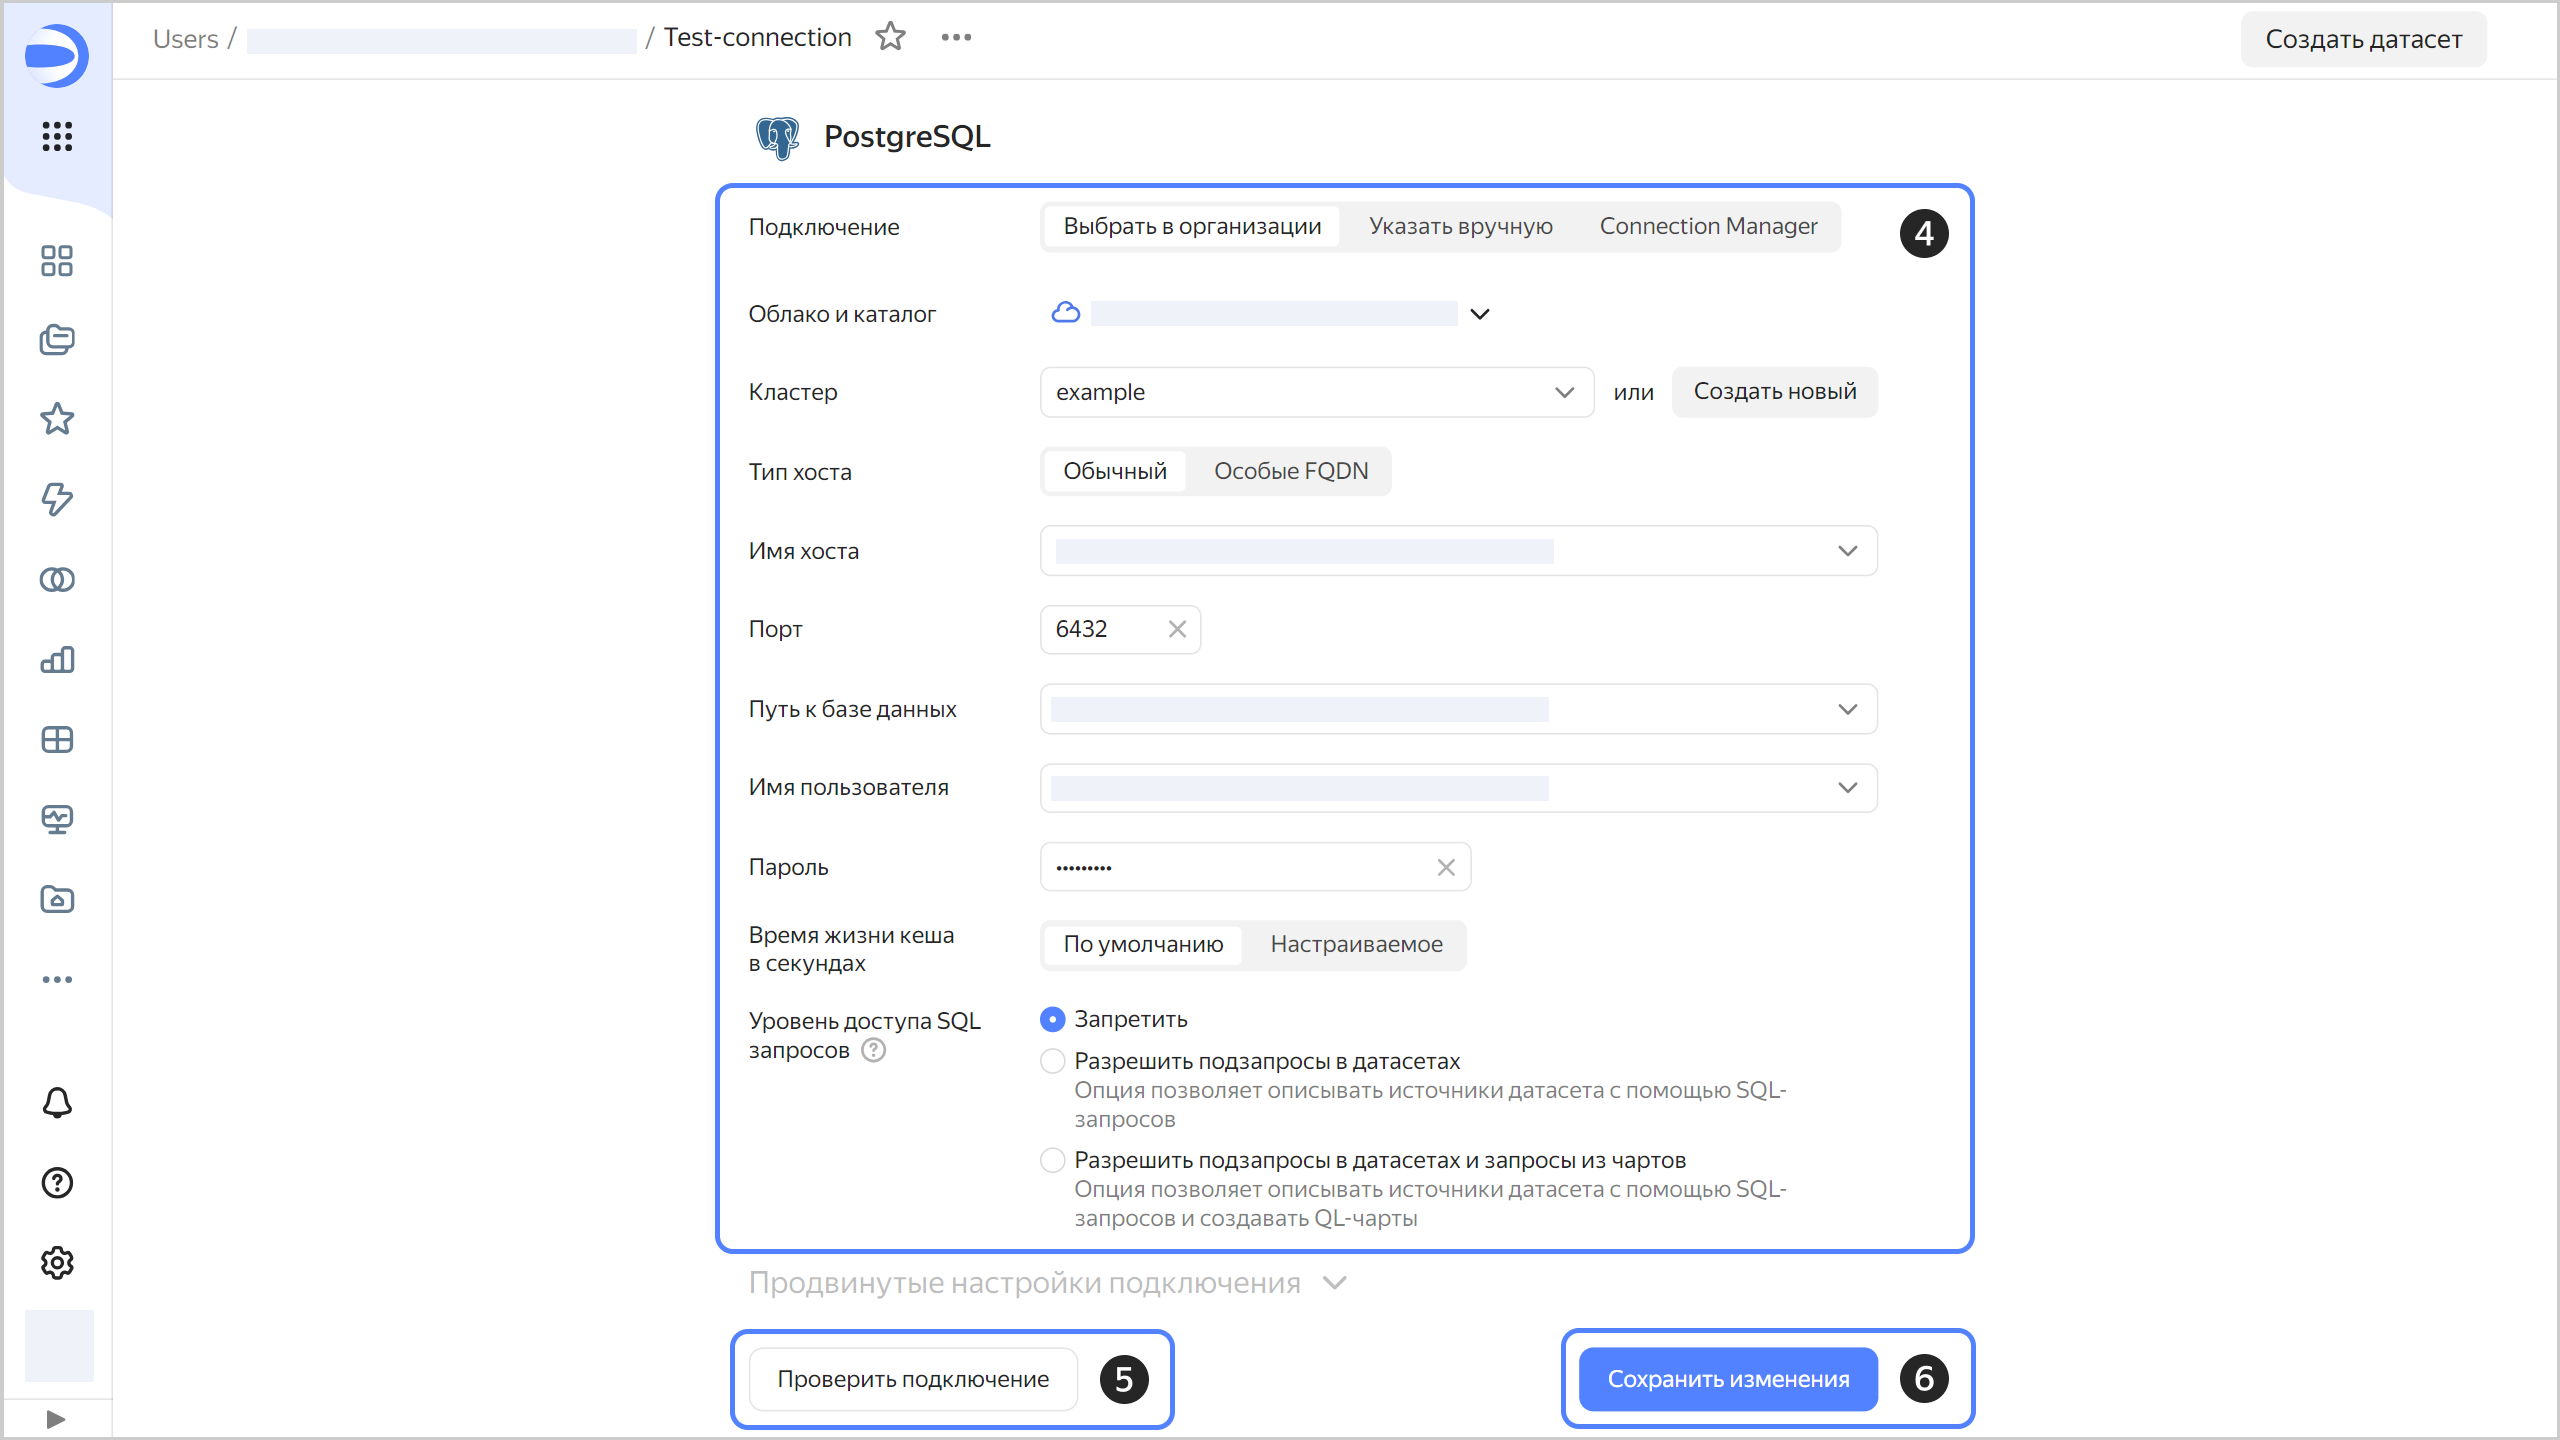 Users / / Test-connection
Создать датасет
PostgreSQL
Подключение Выбрать в организации Указать вручную Connection Manager 4
Облако и каталог
Кластер example или Создать новый
Тип хоста Обычный Особые FQDN
Имя хоста
Порт 6432
Путь к базе данных
Имя пользователя
Пароль •••••••••
Время жизни кеша
в секундах
По умолчанию Настраиваемое
Уровень доступа SQL
запросов
Запретить
Разрешить подзапросы в датасетах
Опция позволяет описывать источники датасета с помощью SQL-
запросов
Разрешить подзапросы в датасетах и запросы из чартов
Опция позволяет описывать источники датасета с помощью SQL-
запросов и создавать QL-чарты
Продвинутые настройки подключения
Проверить подключение 5
Сохранить изменения 6